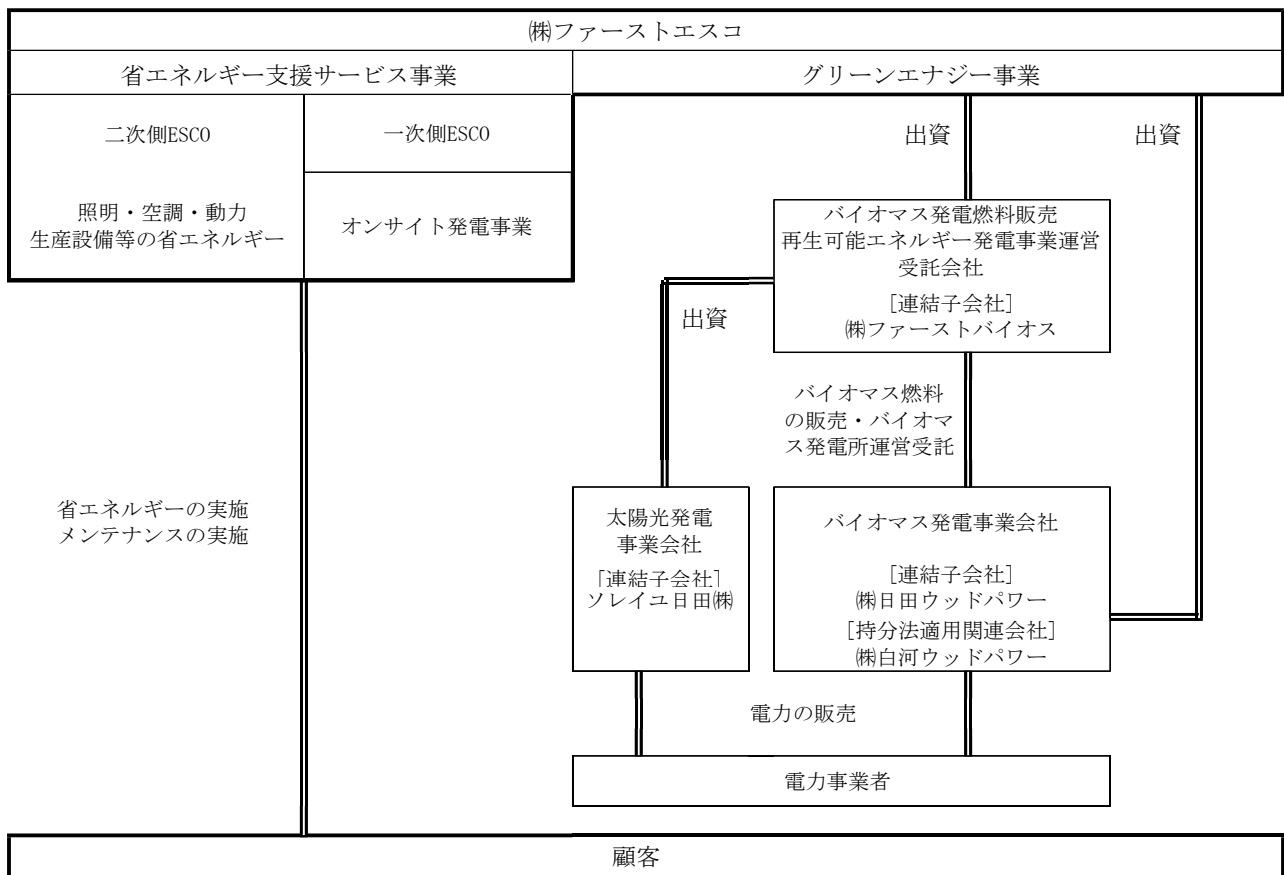 ㈱ファーストエスコ
省エネルギー支援サービス事業
グリーンエナジー事業
二次側ESCO
一次側ESCO
出資
出資
照明・空調・動力
生産設備等の省エネルギー
オンサイト発電事業
バイオマス発電燃料販売
再生可能エネルギー発電事業運営
受託会社
[連結子会社]
㈱ファーストバイオス
出資
バイオマス燃料
の販売・バイオマ
ス発電所運営受託
省エネルギーの実施
メンテナンスの実施
太陽光発電
事業会社
[連結子会社]
ソレイユ日田㈱
バイオマス発電事業会社
[連結子会社]
㈱日田ウッドパワー
[持分法適用関連会社]
㈱白河ウッドパワー
電力の販売
電力事業者
顧客